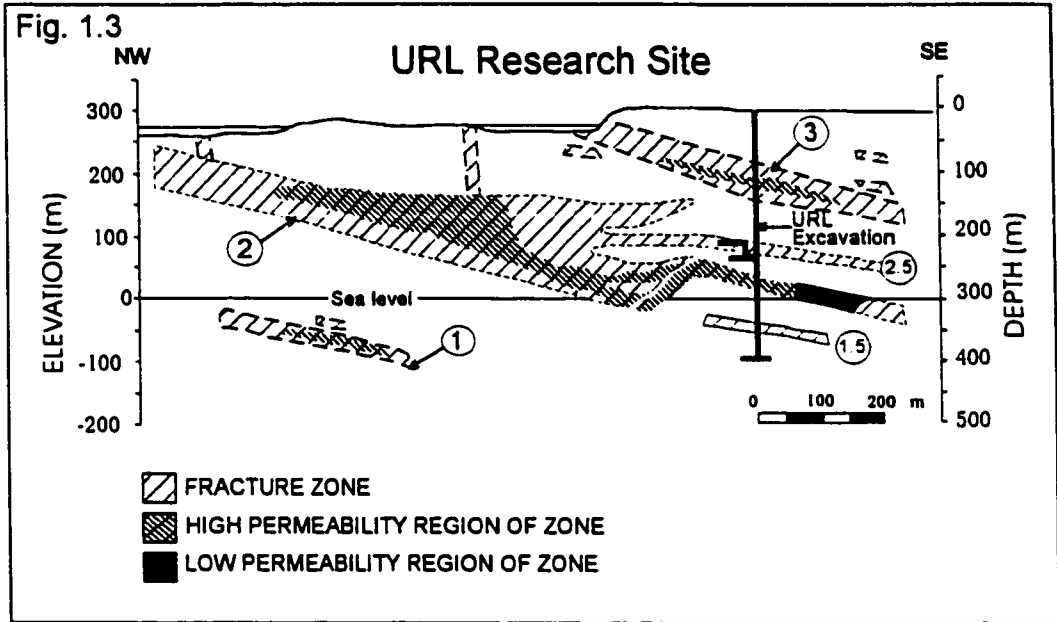 Fig. 1.3
NW
URL Research Site
SE
300
200
100
0
-100
-200
ELEVATION (m)
0
100
200
300
400
500
DEPTH (m)
3
URL
Excavation
2
2.5
Sea level
1
1.5
0 100 200 m
FRACTURE ZONE
HIGH PERMEABILITY REGION OF ZONE
LOW PERMEABILITY REGION OF ZONE